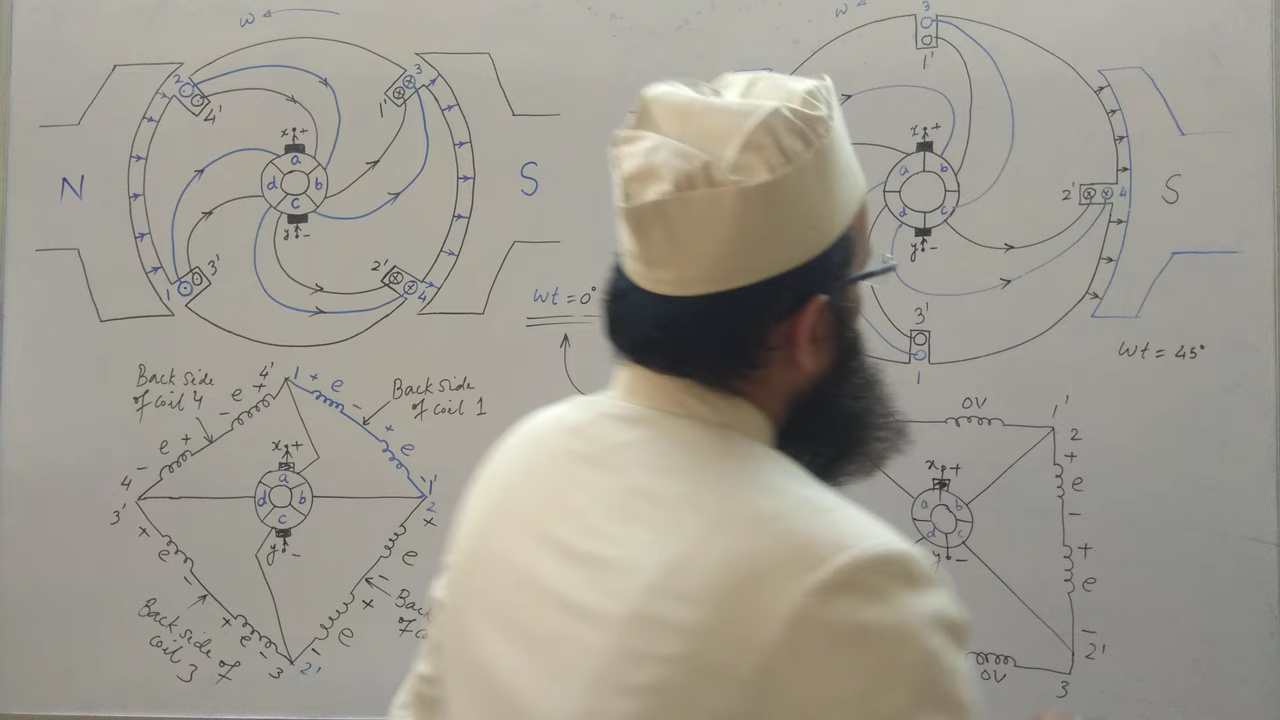 ω
2
4'
3
1'
x +
a
d b
c
y -
N
S
1
3'
2'
4
ωt = 0°
Back side
of coil 4
4' 1 + e -
Back side
of coil 1
e +
-
+ e
e +
-
4
3'
x +
a
d b
c
y -
- 1'
2
+
e
-
+
e
-
+
e
-
+
e
-
Back side of
coil 3
Back
of c
3 2'
ω
3
1'
x +
a b
d c
y -
2' 4
S
3'
1
ωt = 45°
0V
1'
2
+
e
-
+
e
-
2'
3
x +
a b
d c
y -
0V